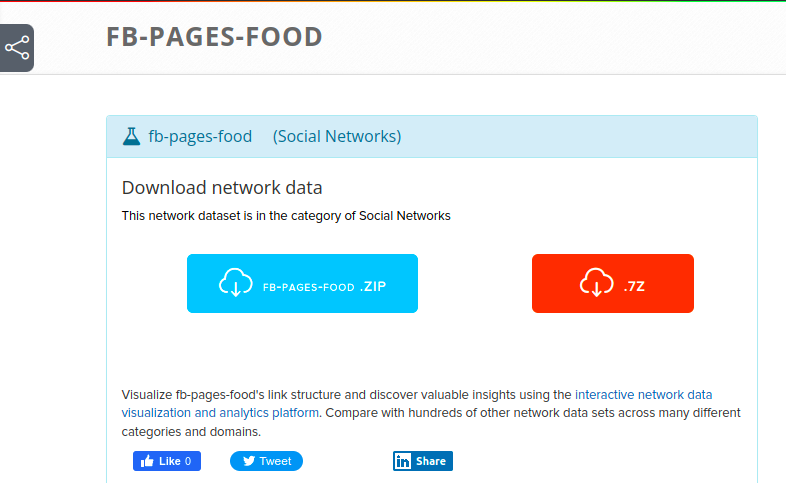 FB-PAGES-FOOD
fb-pages-food (Social Networks)
Download network data
This network dataset is in the category of Social Networks
FB-PAGES-FOOD .ZIP
.7Z
Visualize fb-pages-food's link structure and discover valuable insights using the interactive network data
visualization and analytics platform. Compare with hundreds of other network data sets across many different
categories and domains.
Like 0
Tweet
in Share